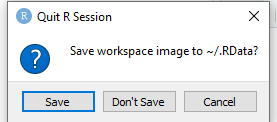 Quit R Session
Save workspace image to ~/.RData?
Save Don't Save Cancel